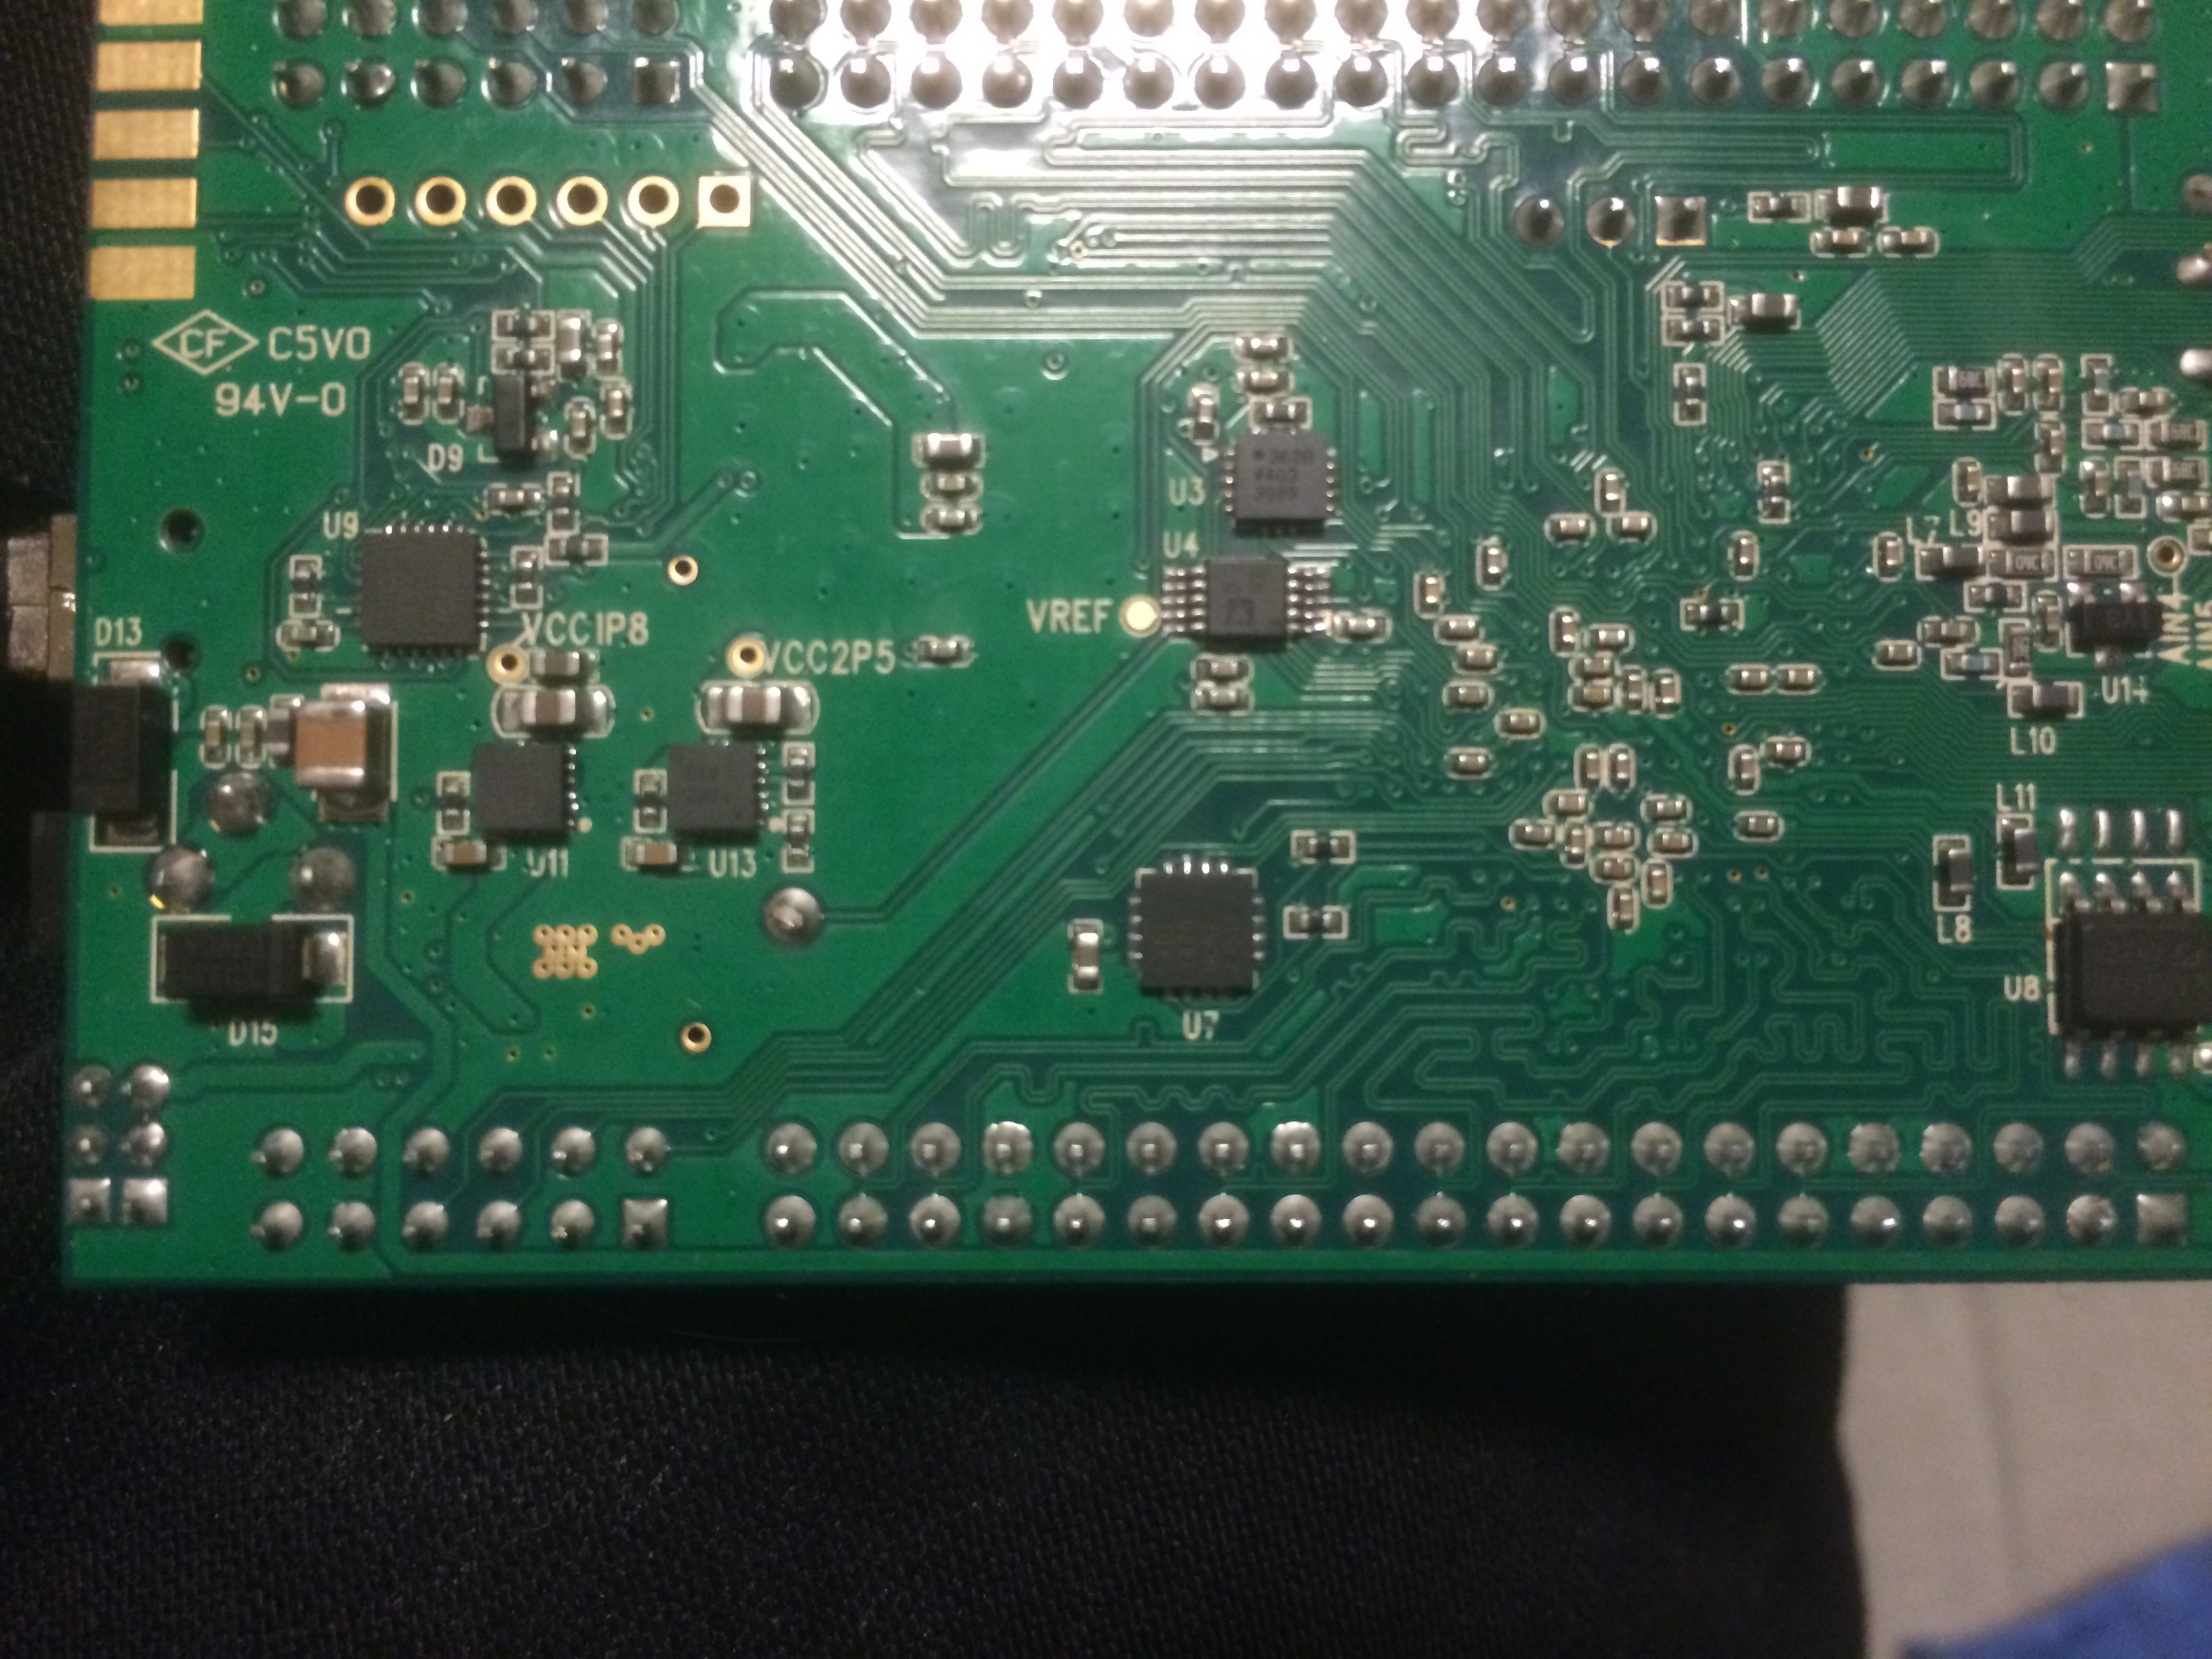 D13
CF C5V0
94V-0
D15
U9
D9
U11
VCC1P8
U13
VCC2P5
VREF
U4
U3
U7
L7
L9
L8
L11
L10
U8
AIN4
AIN5